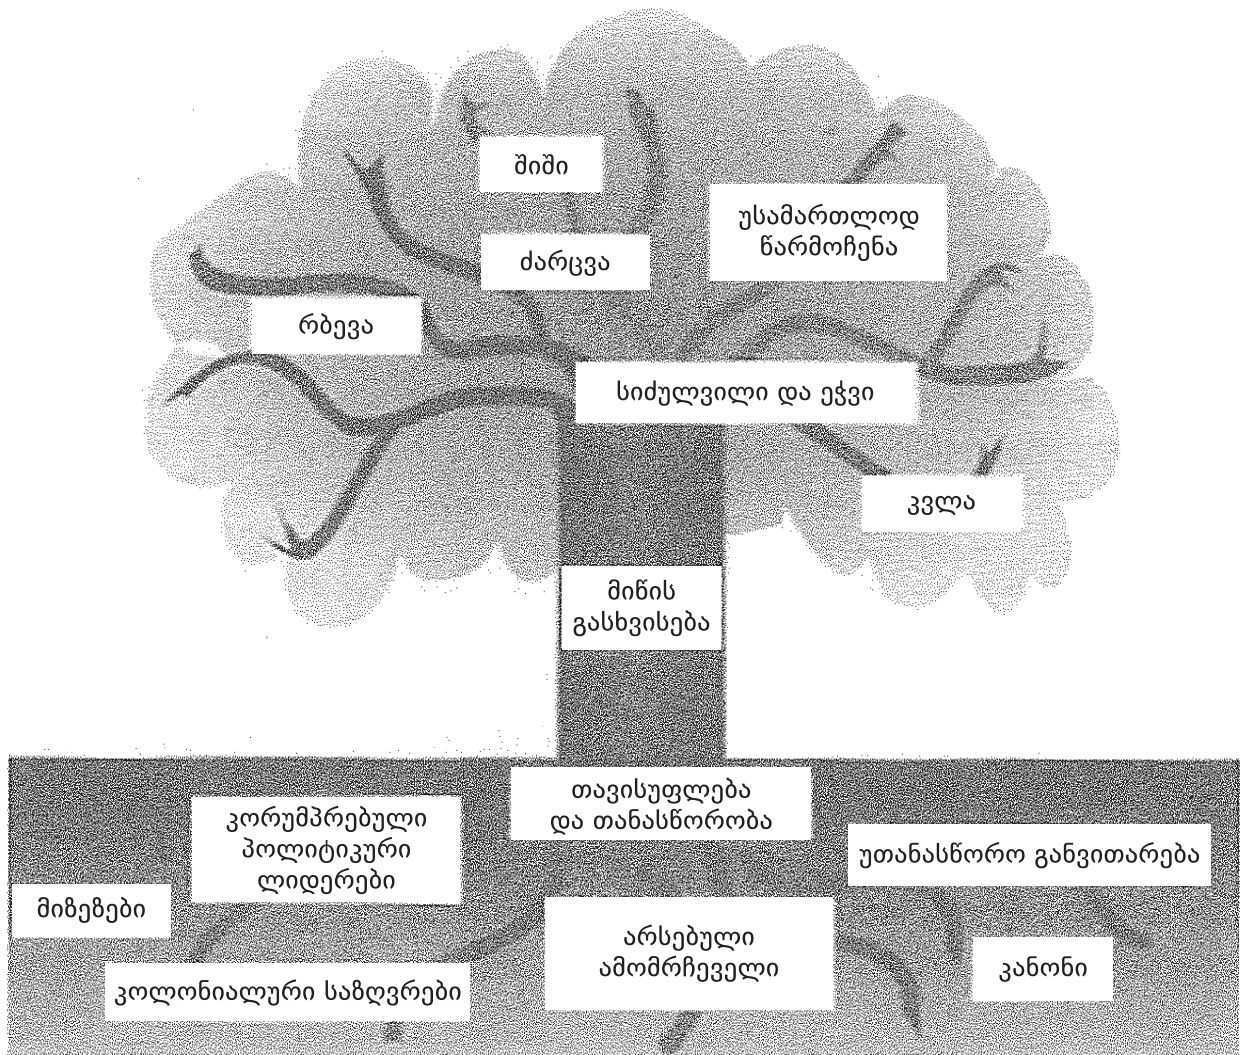 შიში
უსამართლოდ
წარმოჩენა
ძარცვა
რბევა
სიძულვილი და ეჭვი
კვლა
მიწის
გასხვისება
თავისუფლება
და თანასწორობა
კორუმპრებული
პოლიტიკური
ლიდერები
უთანასწორო განვითარება
მიზეზები
არსებული
ამომრჩეველი
კანონი
კოლონიალური საზღვრები